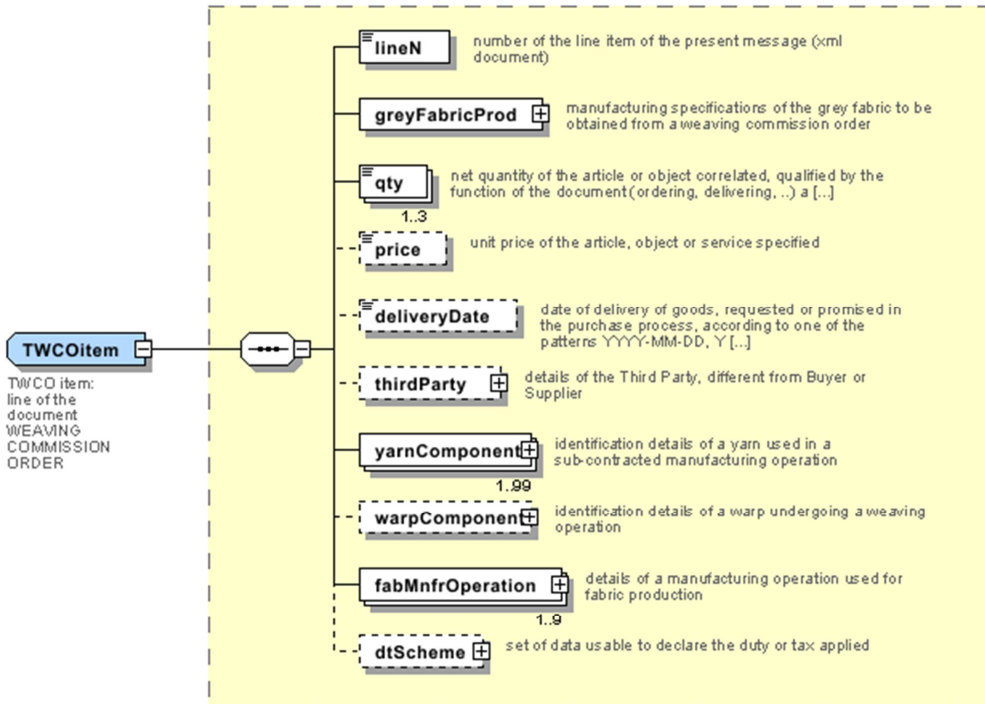 lineN
number of the line item of the present message (xml
document)
greyFabricProd
manufacturing specifications of the grey fabric to be
obtained from a weaving commission order
qty
net quantity of the article or object correlated, qualified by the
function of the document (ordering, delivering, ..) a [...]
1..3
price
unit price of the article, object or service specified
deliveryDate
date of delivery of goods, requested or promised in
the purchase process, according to one of the
patterns YYYY-MM-DD, Y [...]
TWCOitem
TWCO item:
line of the
document
WEAVING
COMMISSION
ORDER
thirdParty
details of the Third Party, different from Buyer or
Supplier
yarnComponent
identification details of a yarn used in a
sub-contracted manufacturing operation
1..99
warpComponent
identification details of a warp undergoing a weaving
operation
fabMnfrOperation
details of a manufacturing operation used for
fabric production
1..9
dtScheme
set of data usable to declare the duty or tax applied